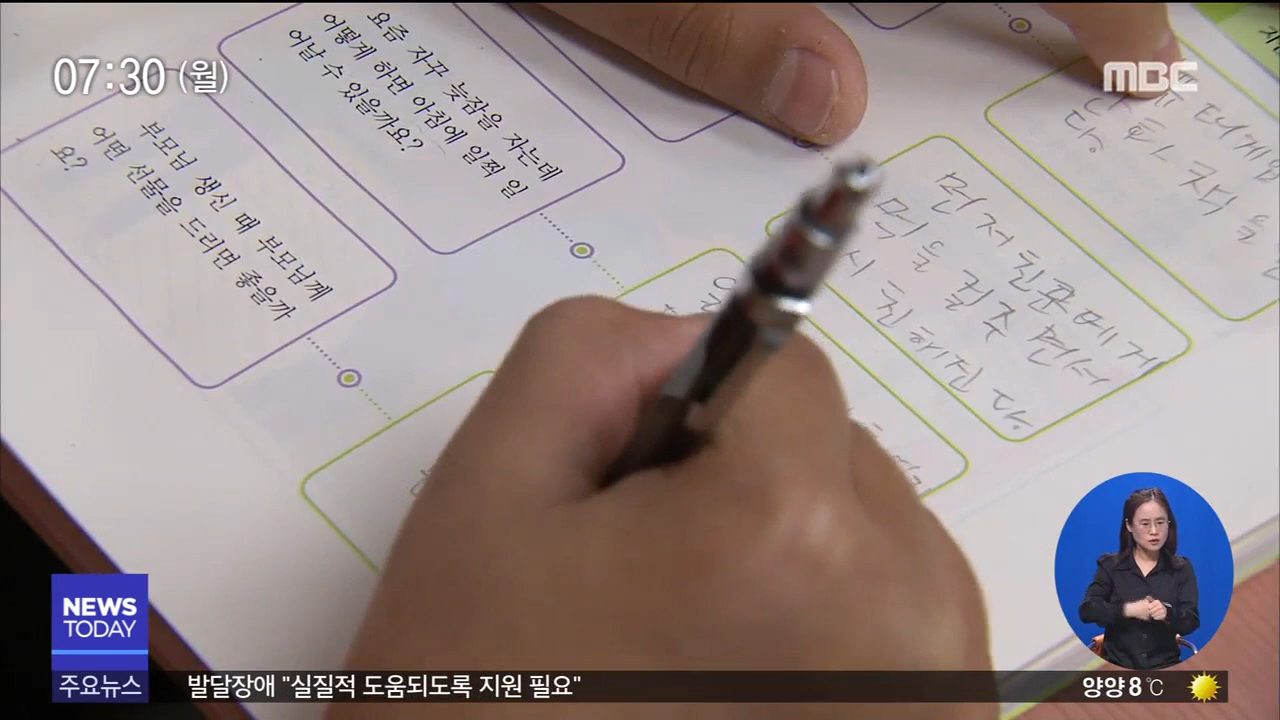 07:30 (월)
MBC
요즘 자꾸 늦잠을 자는데
어떻게 하면 아침에 일찍 일
어날 수 있을까요?
부모님 생신 때 부모님께
어떤 선물을 드리면 좋을까
요?
먼저 친구에게
먹을 걸 주면서
친해진다.
NEWS
TODAY
주요뉴스
발달장애 "실질적 도움되도록 지원 필요"
양양 8℃